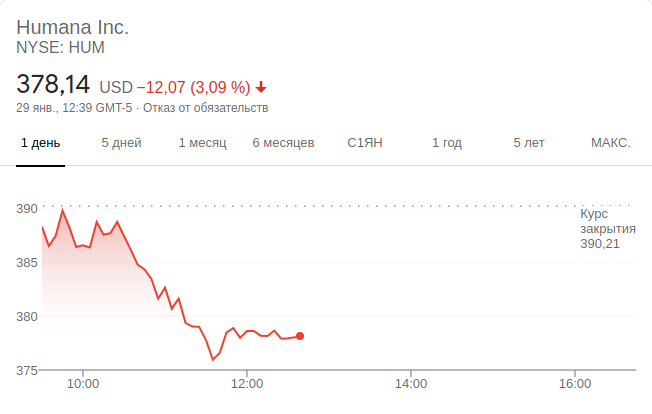 Humana Inc.
NYSE: HUM
378,14 USD −12,07 (3,09 %)
29 янв., 12:39 GMT-5 · Отказ от обязательств
1 день 5 дней 1 месяц 6 месяцев С1ЯН 1 год 5 лет МАКС.
390
385
380
375
Курс
закрытия
390,21
10:00 12:00 14:00 16:00